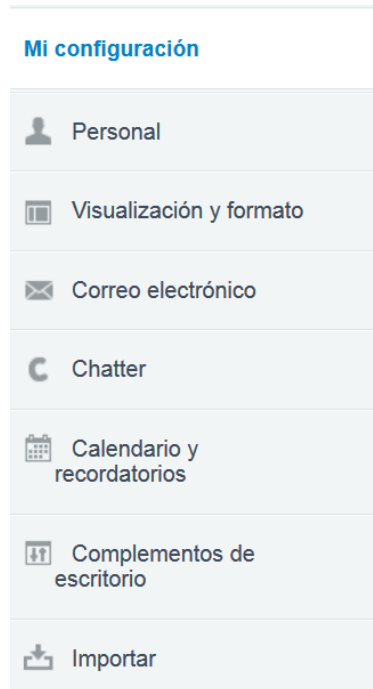 Mi configuración
Personal
Visualización y formato
Correo electrónico
Chatter
Calendario y
recordatorios
Complementos de
escritorio
Importar